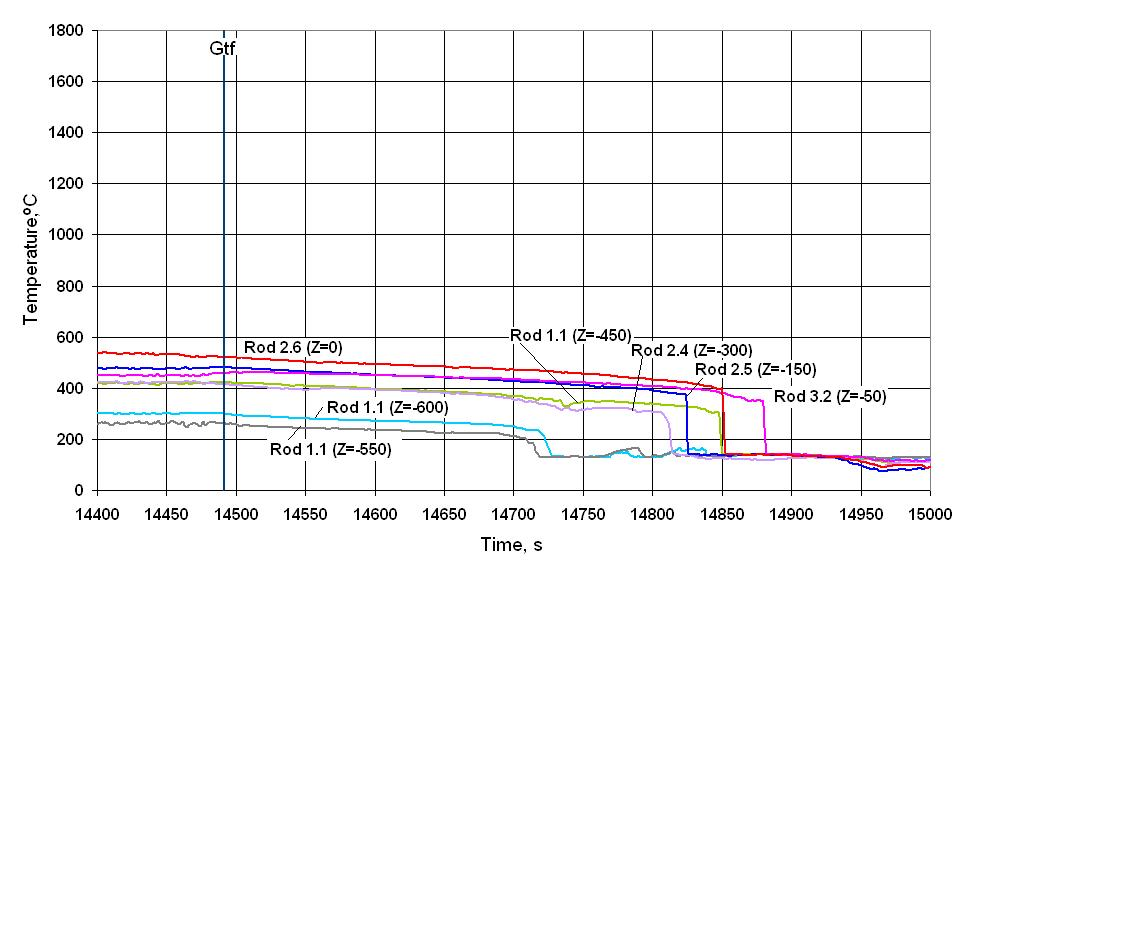 1800
Gtf
1600
1400
1200
1000
800
600
400
200
0
Temperature,ºC
Rod 2.6 (Z=0)
Rod 1.1 (Z=-450)
Rod 2.4 (Z=-300)
Rod 2.5 (Z=-150)
Rod 3.2 (Z=-50)
Rod 1.1 (Z=-600)
Rod 1.1 (Z=-550)
14400 14450 14500 14550 14600 14650 14700 14750 14800 14850 14900 14950 15000
Time, s